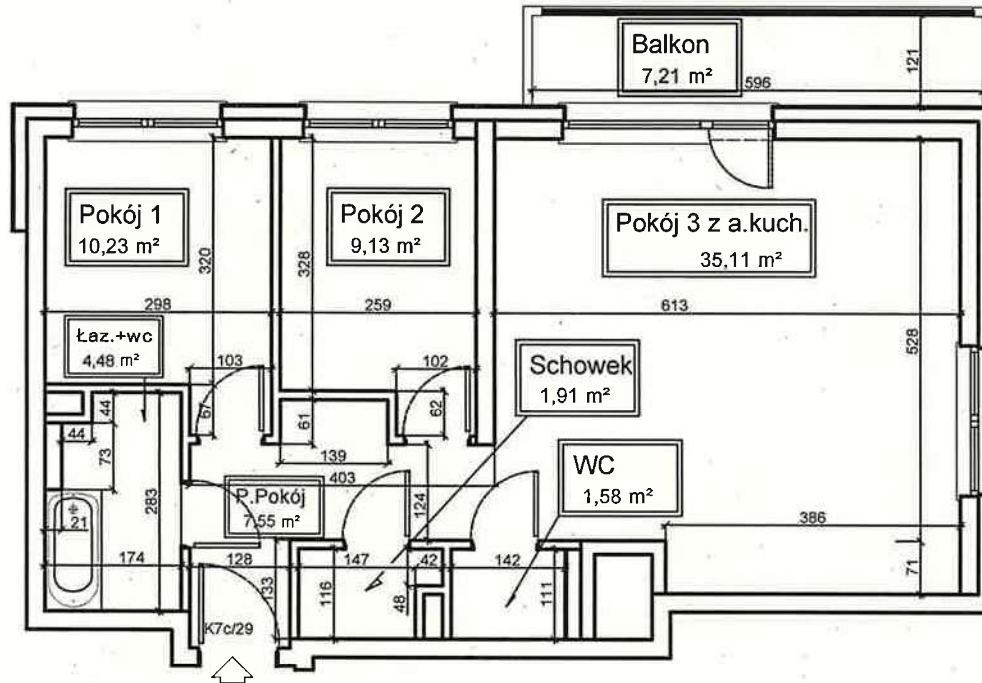 Balkon
7,21 m²
596
121
Pokój 1
10,23 m²
Pokój 2
9,13 m²
Pokój 3 z a.kuch.
35,11 m²
320
328
298
259
613
528
Łaz.+wc
4,48 m²
103
102
Schowek
1,91 m²
67
61
62
44
44
73
139
403
WC
1,58 m²
P.Pokój
7,55 m²
124
283
21
386
174
128
147
42
142
71
133
116
48
111
K7c/29